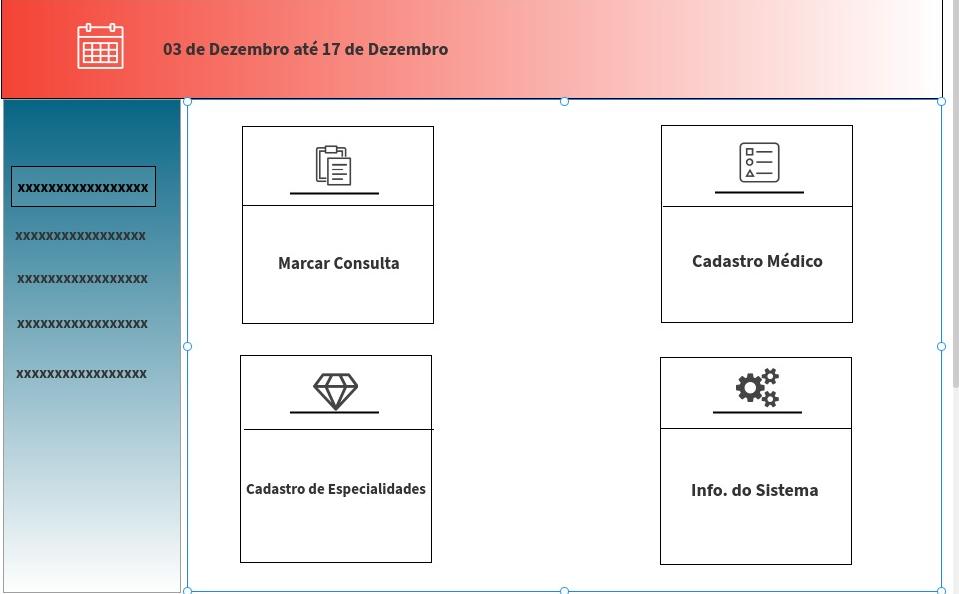 03 de Dezembro até 17 de Dezembro
xxxxxxxxxxxxxxxxx
xxxxxxxxxxxxxxxxx
xxxxxxxxxxxxxxxxx
xxxxxxxxxxxxxxxxx
xxxxxxxxxxxxxxxxx
Marcar Consulta
Cadastro Médico
Cadastro de Especialidades
Info. do Sistema